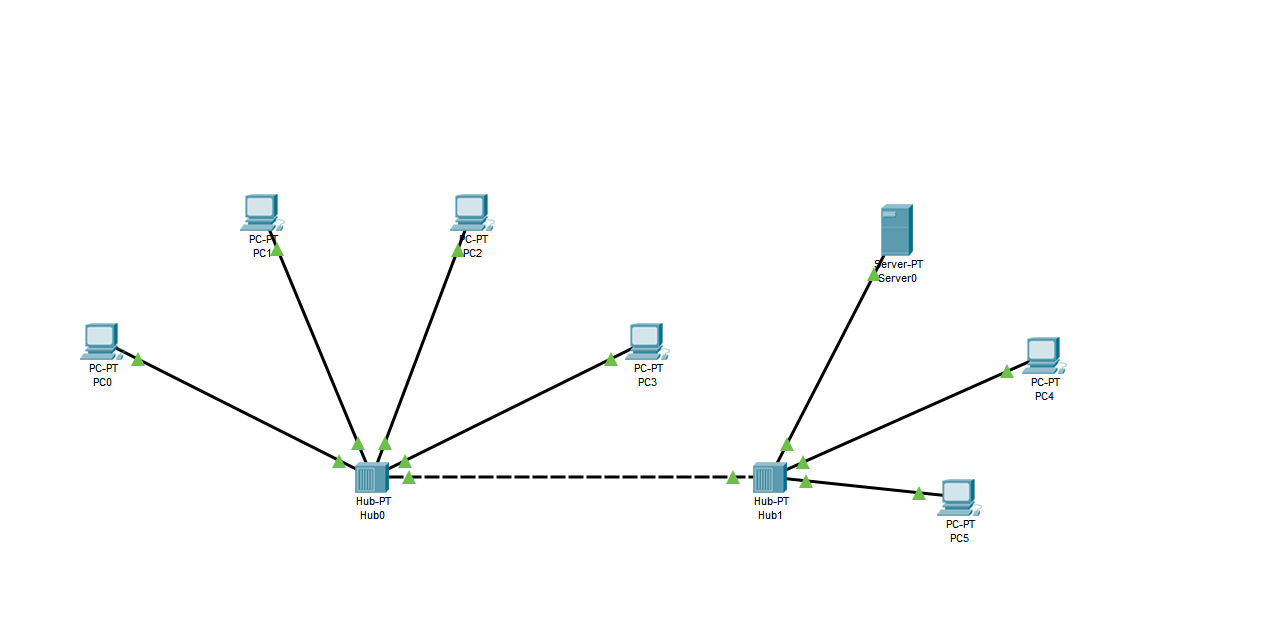 PC-PT
PC1
PC-PT
PC2
Server-PT
Server0
PC-PT
PC0
PC-PT
PC3
PC-PT
PC4
Hub-PT
Hub0
Hub-PT
Hub1
PC-PT
PC5